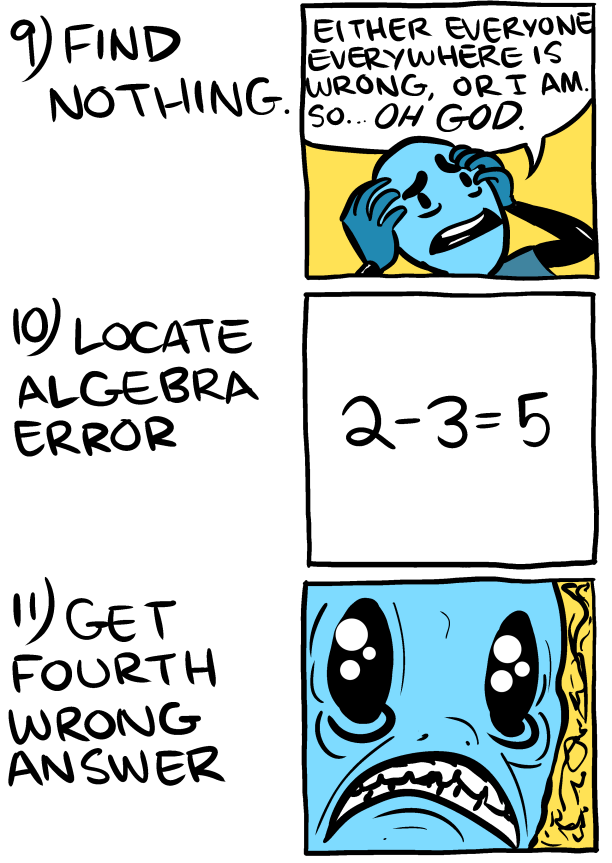 9) FIND
NOTHING.
EITHER EVERYONE
EVERYWHERE IS
WRONG, OR I AM.
SO... OH GOD.
10) LOCATE
ALGEBRA
ERROR
2-3=5
11) GET
FOURTH
WRONG
ANSWER